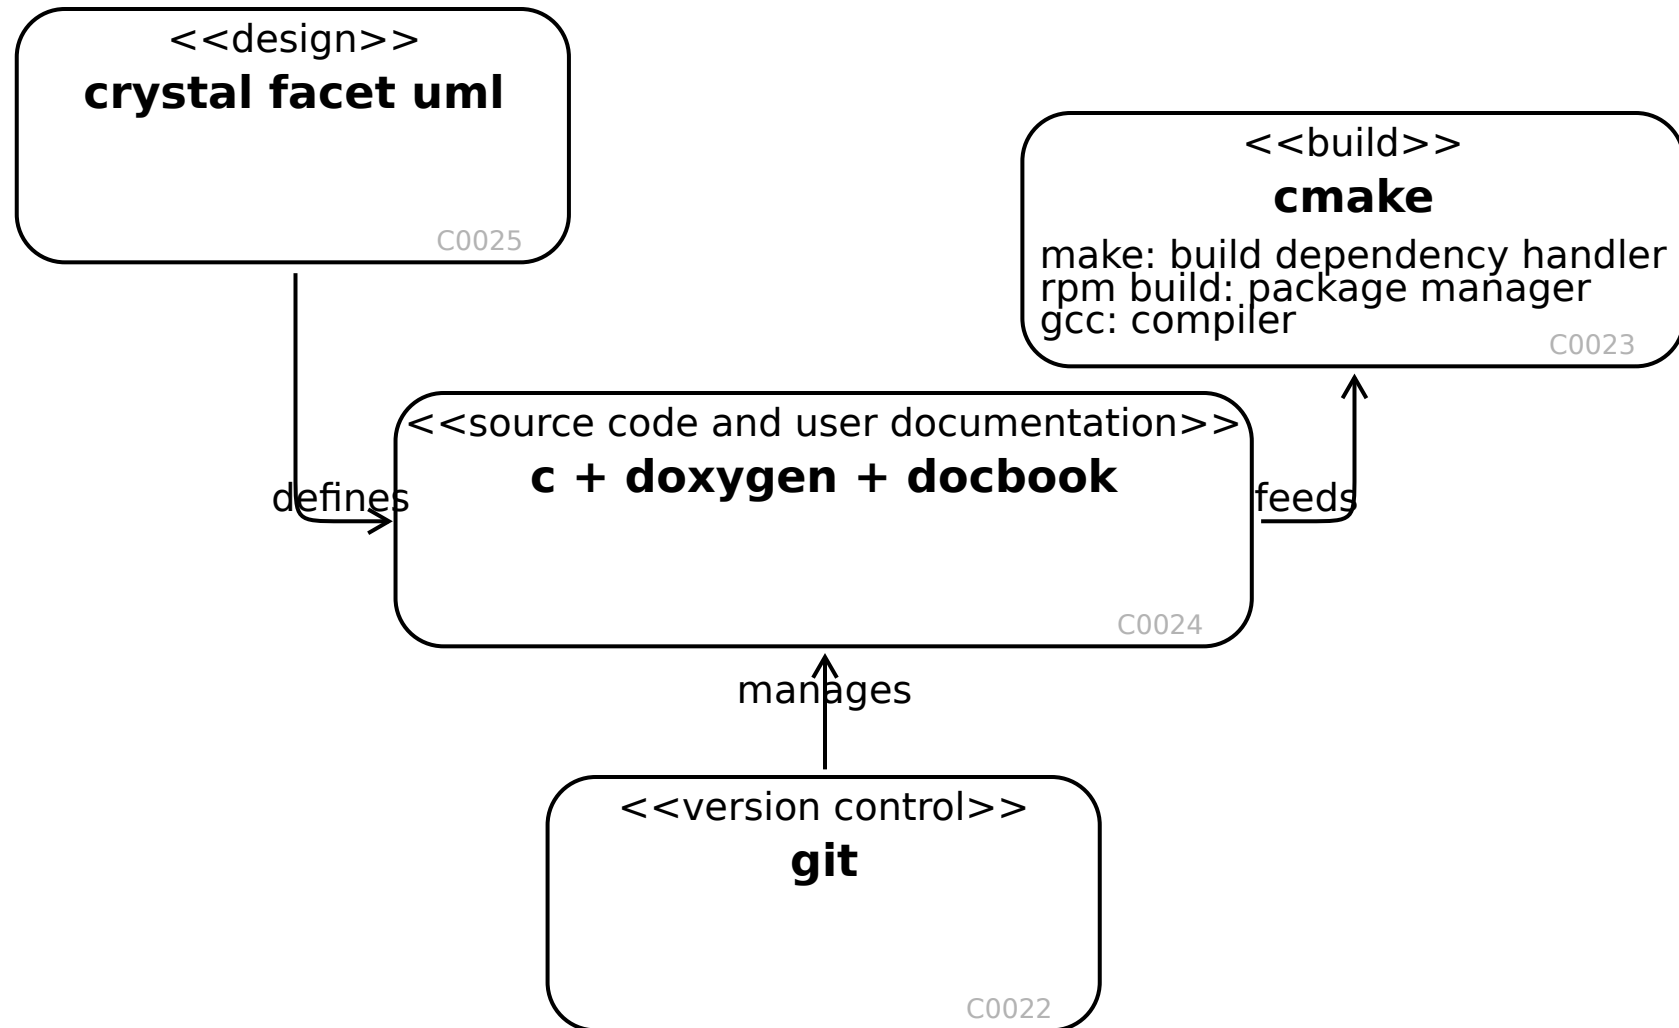 <<design>>
crystal facet uml
C0025
<<build>>
cmake
make: build dependency handler
rpm build: package manager
gcc: compiler
C0023
<<source code and user documentation>>
c + doxygen + docbook
C0024
defines
feeds
manages
<<version control>>
git
C0022